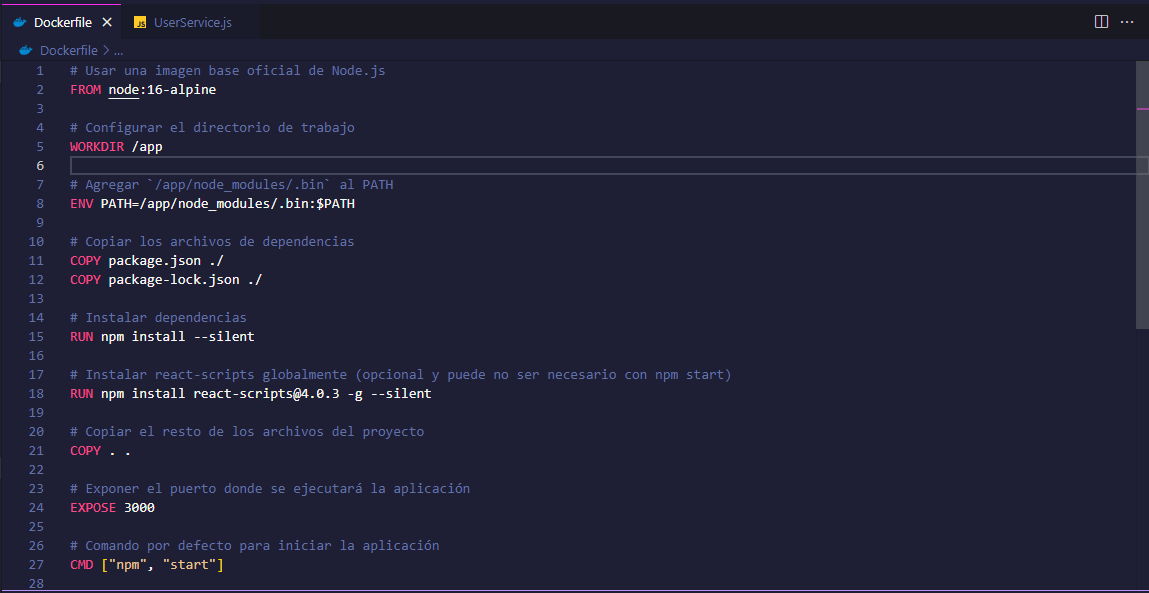 Dockerfile
JS UserService.js
Dockerfile > ...
1 # Usar una imagen base oficial de Node.js
2 FROM node:16-alpine
3
4 # Configurar el directorio de trabajo
5 WORKDIR /app
6
7 # Agregar `/app/node_modules/.bin` al PATH
8 ENV PATH=/app/node_modules/.bin:$PATH
9
10 # Copiar los archivos de dependencias
11 COPY package.json ./
12 COPY package-lock.json ./
13
14 # Instalar dependencias
15 RUN npm install --silent
16
17 # Instalar react-scripts globalmente (opcional y puede no ser necesario con npm start)
18 RUN npm install react-scripts@4.0.3 -g --silent
19
20 # Copiar el resto de los archivos del proyecto
21 COPY . .
22
23 # Exponer el puerto donde se ejecutará la aplicación
24 EXPOSE 3000
25
26 # Comando por defecto para iniciar la aplicación
27 CMD ["npm", "start"]
28